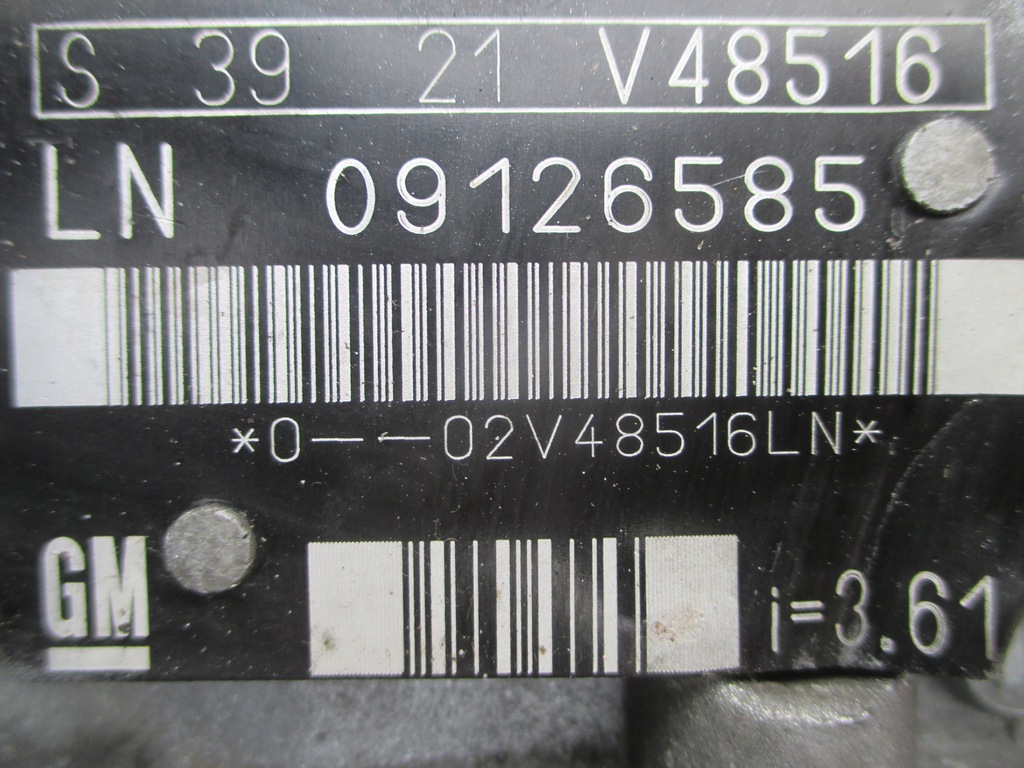 S 39 21 V48516
LN 09126585
*0--02V48516LN*
GM
i=3.61